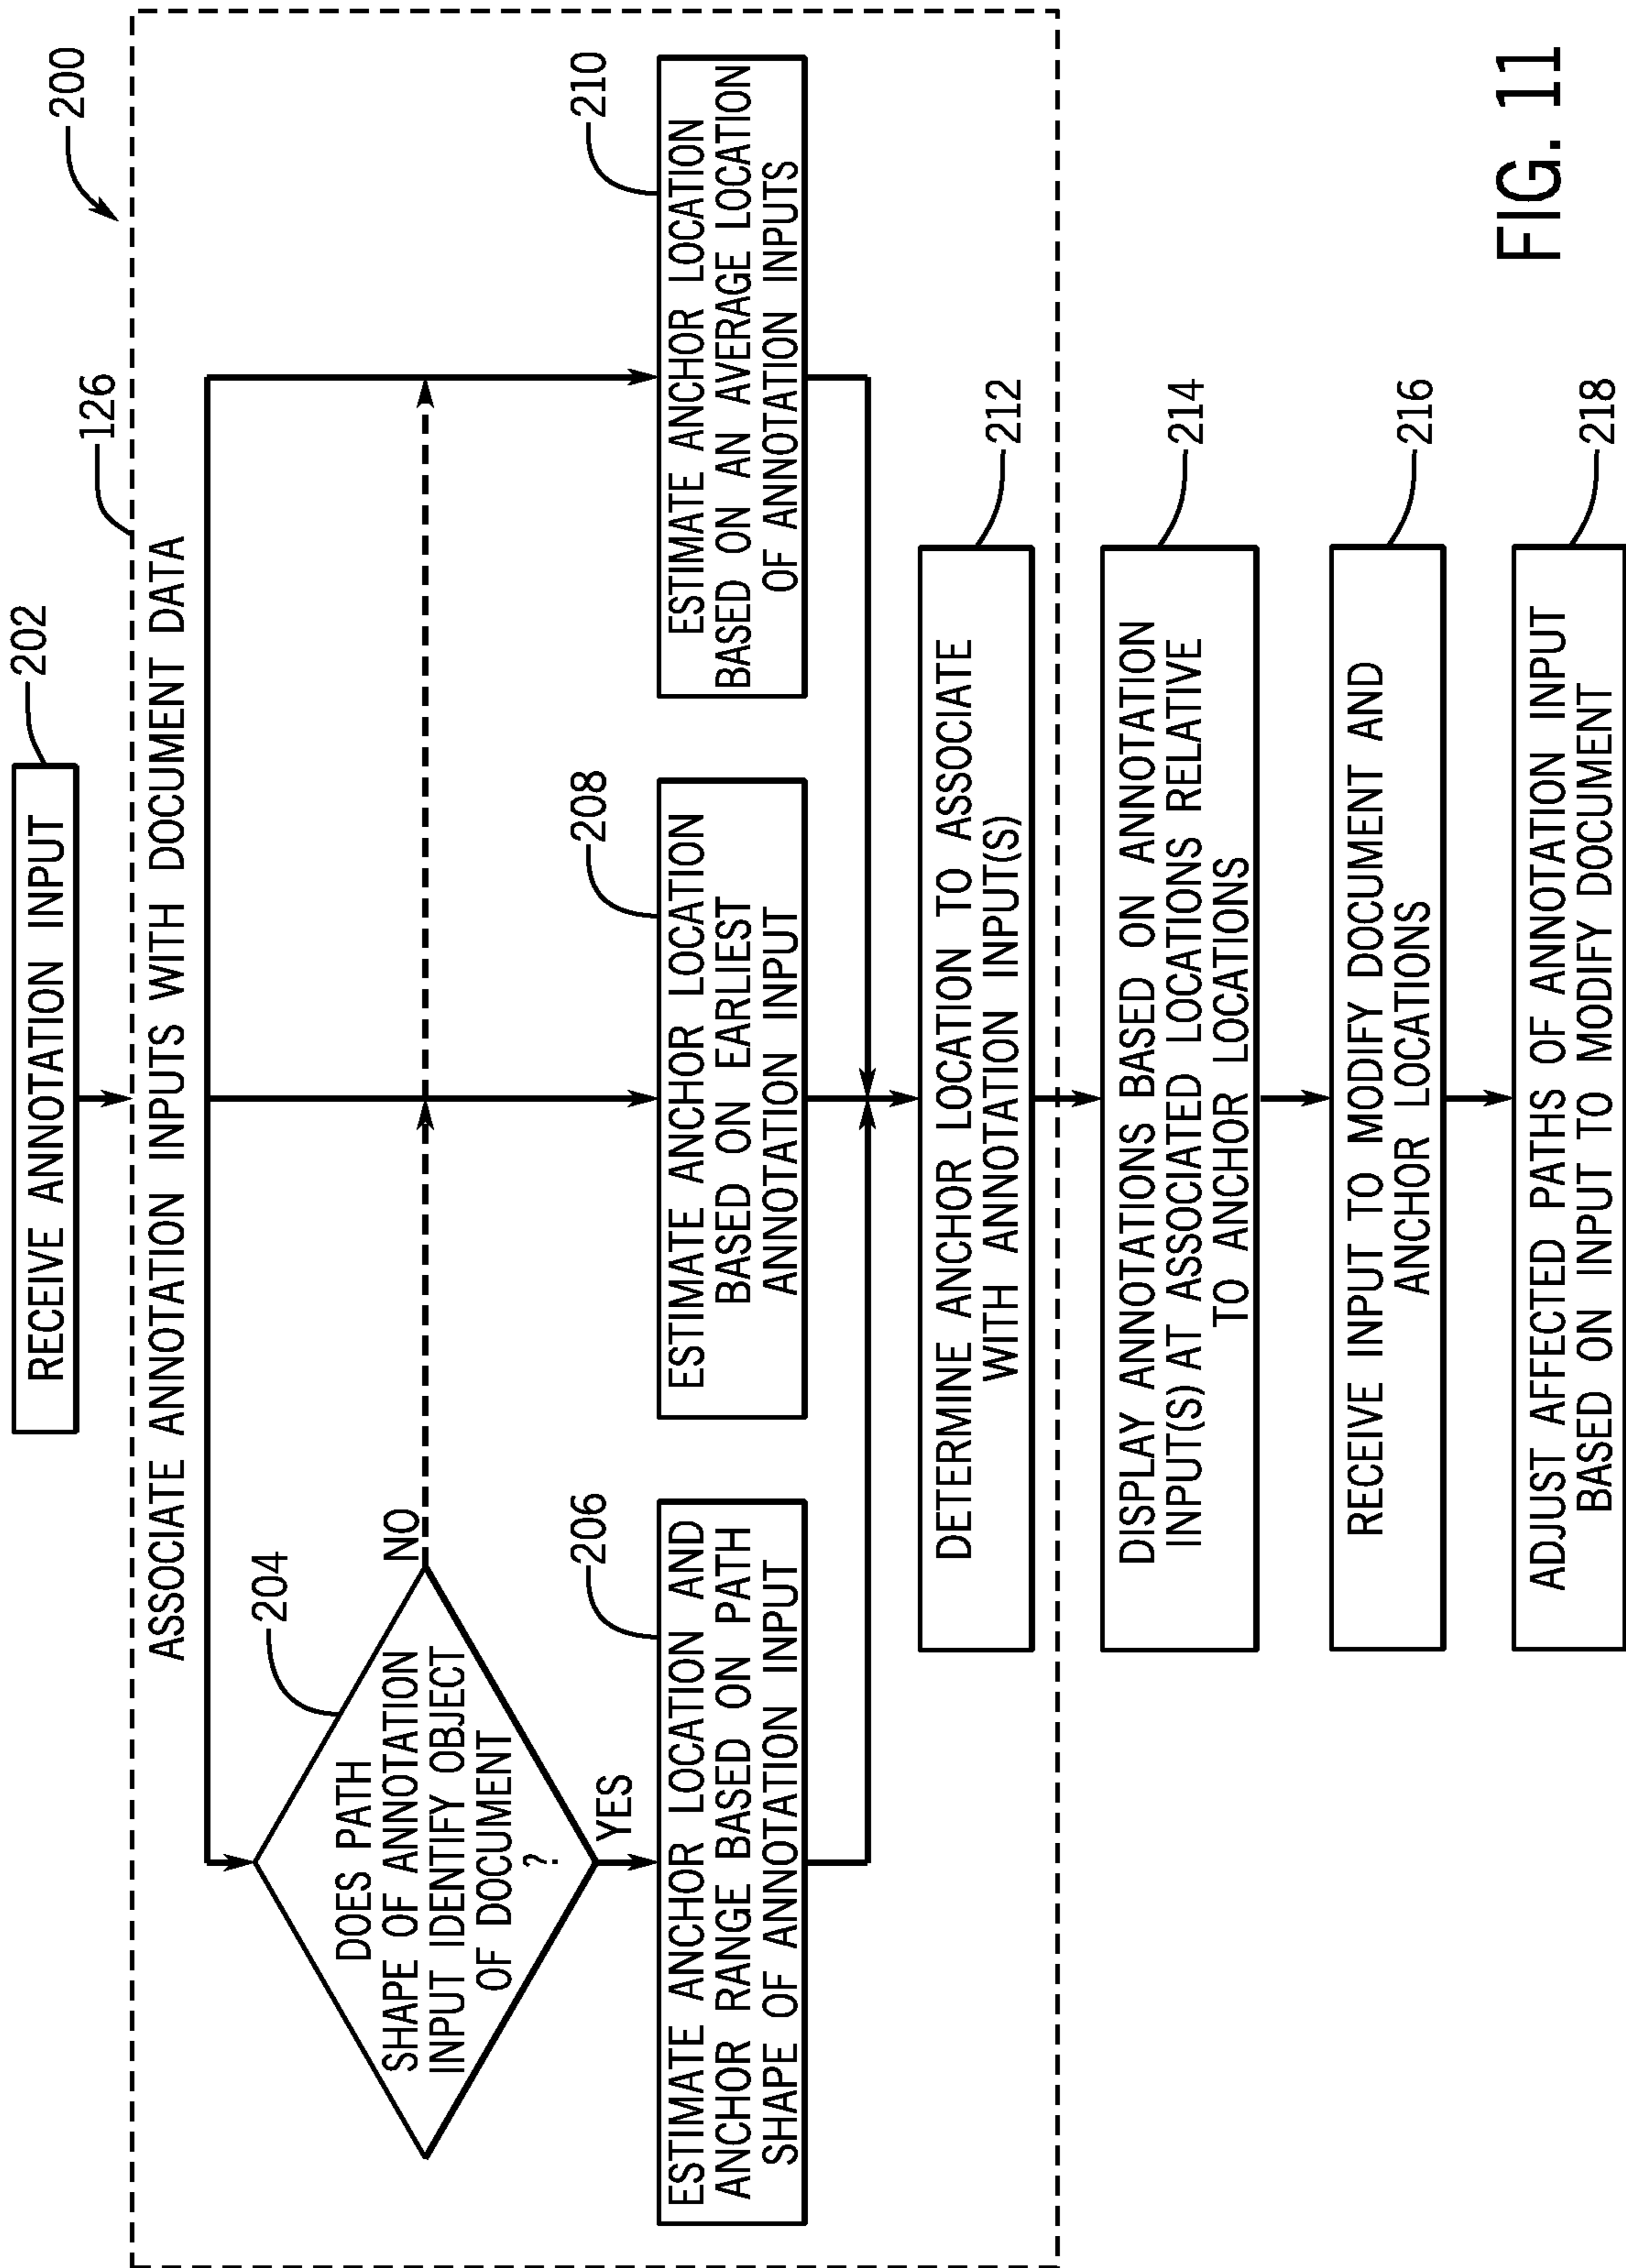 200
RECEIVE ANNOTATION INPUT
202
126
ASSOCIATE ANNOTATION INPUTS WITH DOCUMENT DATA
204
DOES PATH
SHAPE OF ANNOTATION
INPUT IDENTIFY OBJECT
OF DOCUMENT
?
NO
YES
206
ESTIMATE ANCHOR LOCATION AND
ANCHOR RANGE BASED ON PATH
SHAPE OF ANNOTATION INPUT
208
ESTIMATE ANCHOR LOCATION
BASED ON EARLIEST
ANNOTATION INPUT
210
ESTIMATE ANCHOR LOCATION
BASED ON AN AVERAGE LOCATION
OF ANNOTATION INPUTS
212
DETERMINE ANCHOR LOCATION TO ASSOCIATE
WITH ANNOTATION INPUT(S)
214
DISPLAY ANNOTATIONS BASED ON ANNOTATION
INPUT(S) AT ASSOCIATED LOCATIONS RELATIVE
TO ANCHOR LOCATIONS
216
RECEIVE INPUT TO MODIFY DOCUMENT AND
ANCHOR LOCATIONS
218
ADJUST AFFECTED PATHS OF ANNOTATION INPUT
BASED ON INPUT TO MODIFY DOCUMENT
FIG. 11